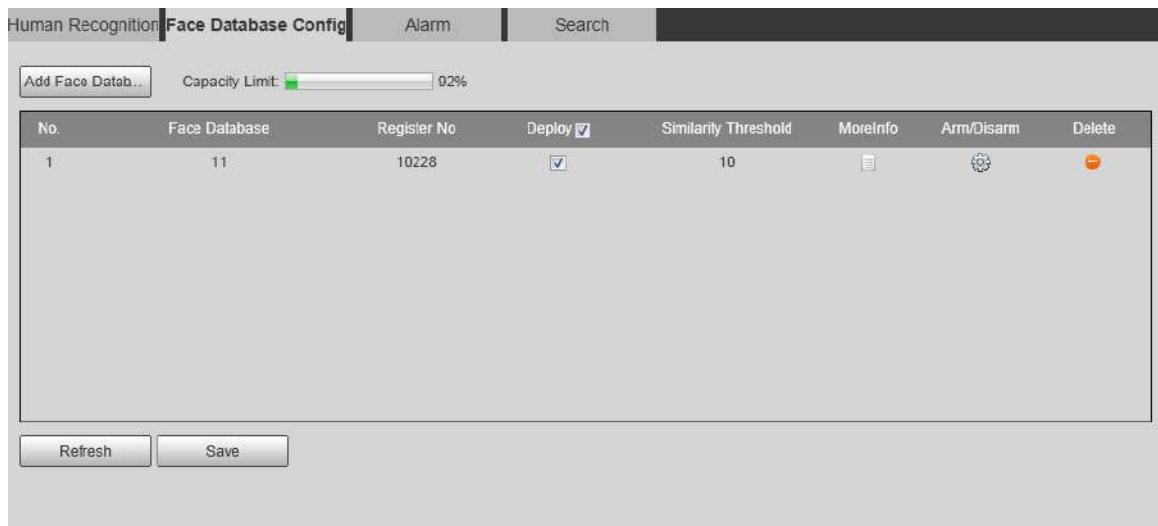 Human Recognition Face Database Config Alarm Search
Add Face Datab... Capacity Limit: 92%
No. Face Database Register No Deploy Similarity Threshold MoreInfo Arm/Disarm Delete
1 11 10228 10
Refresh Save